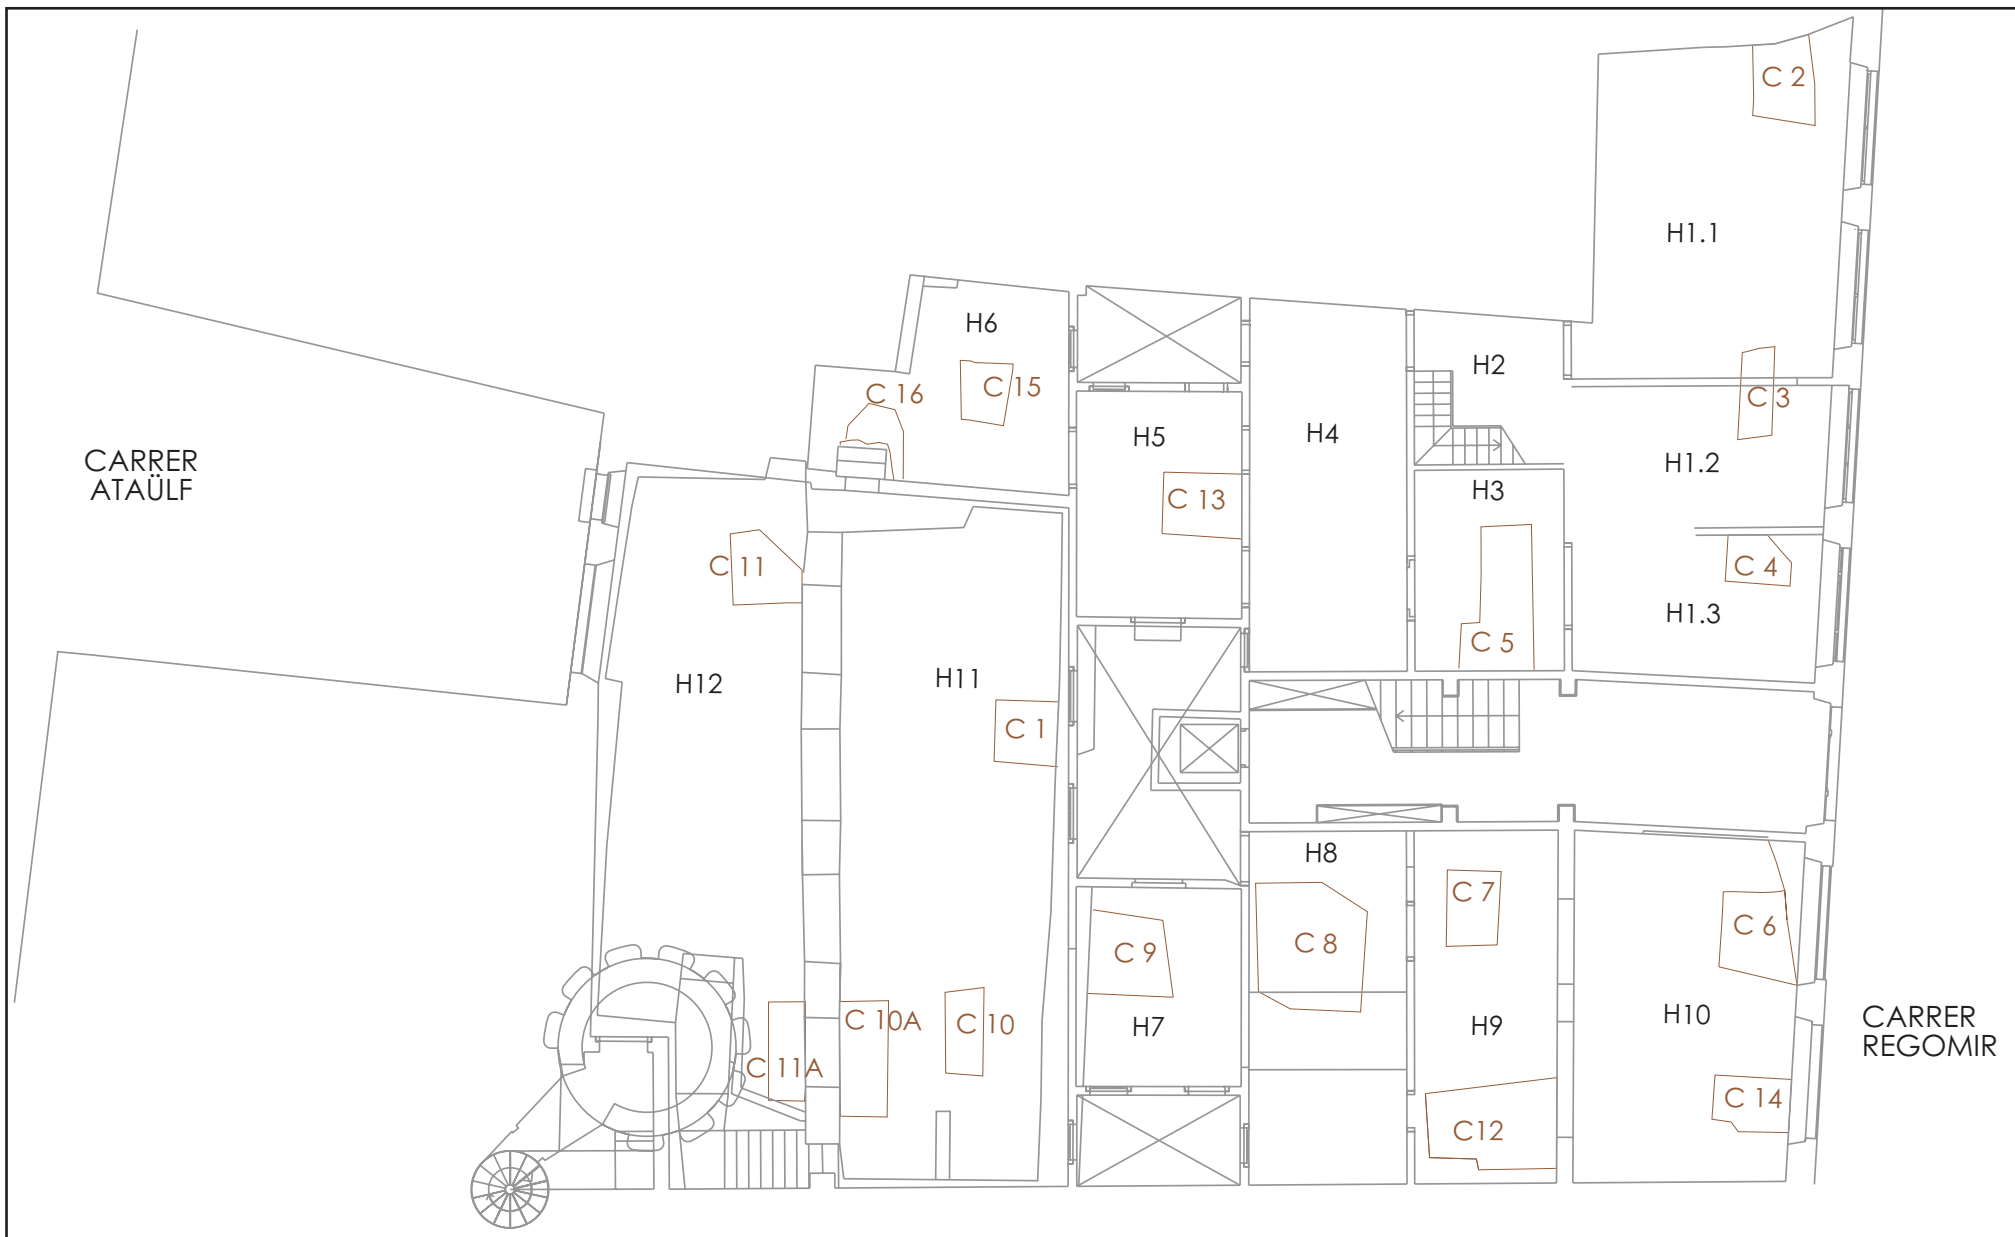 C 2
H1.1
H6
H2
C 16
C 15
C 3
H5
H4
H1.2
CARRER
ATAÜLF
H3
C 13
C 11
C 4
H1.3
C 5
H12
H11
C 1
H8
C 7
C 6
C 9
C 8
C 10A
C 10
H7
H9
H10
CARRER
REGOMIR
C 11A
C 14
C12